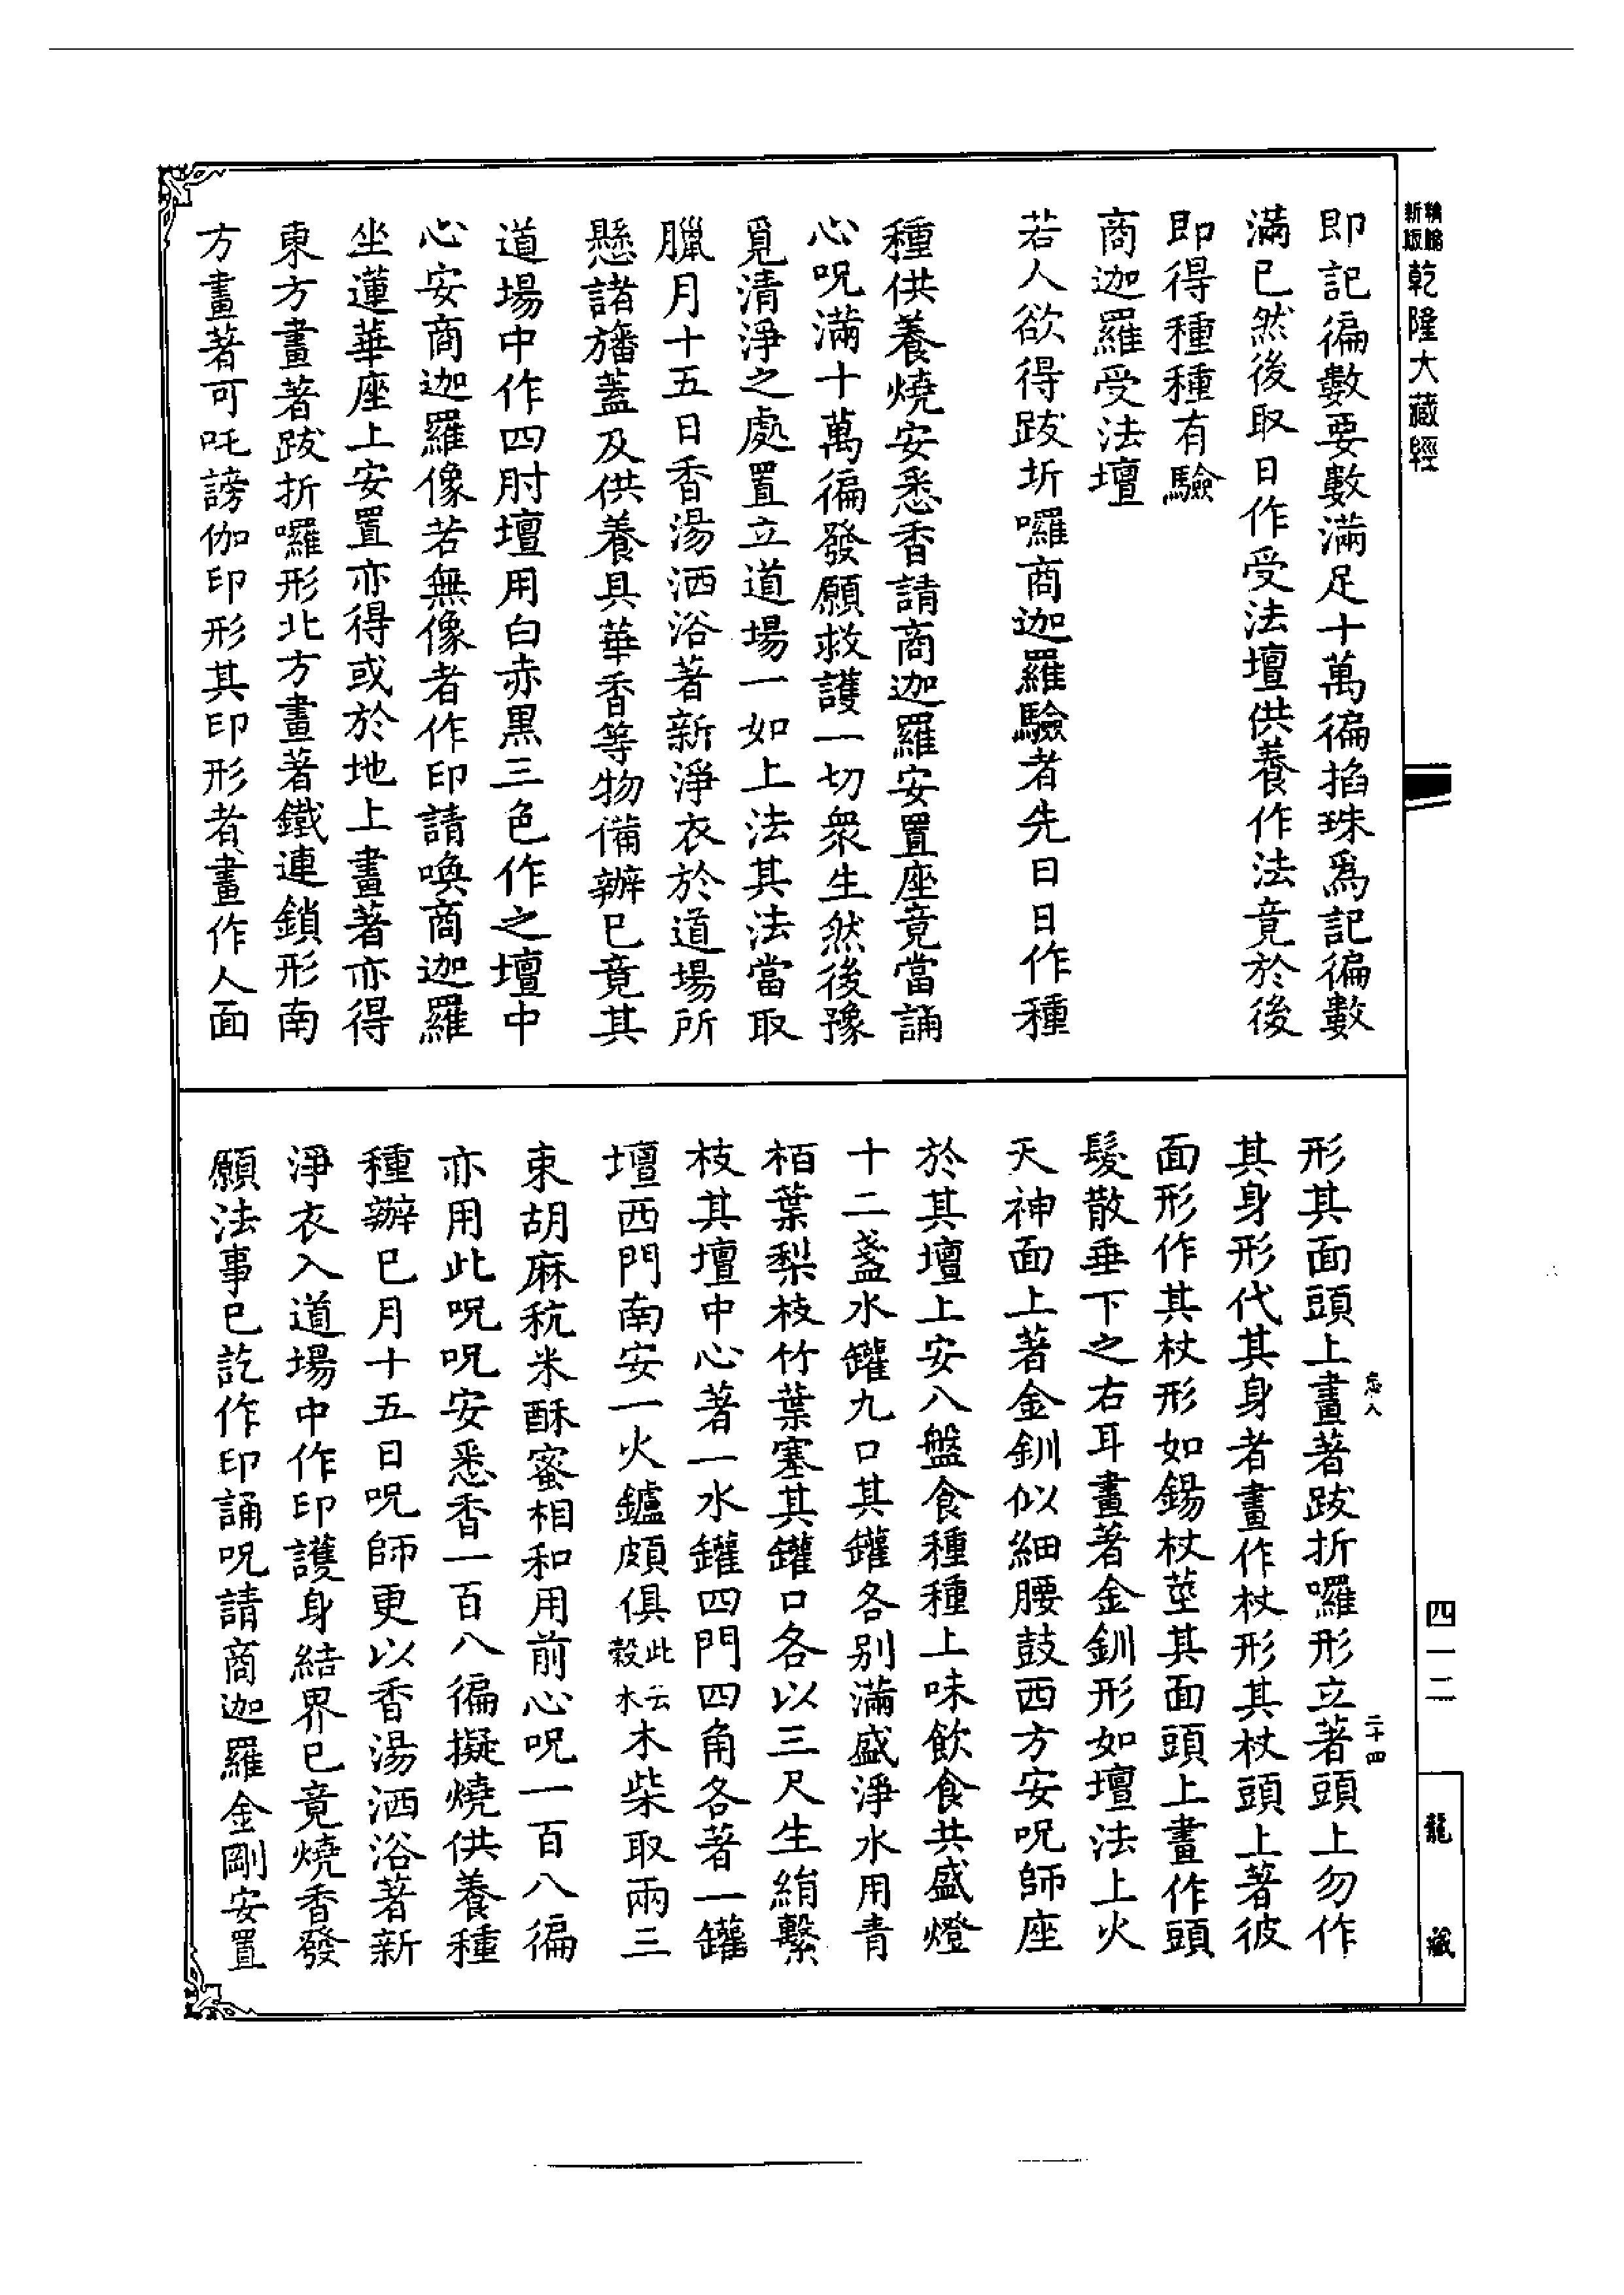 新編縮版乾隆大藏經
即記徧數要數滿足十萬徧掐珠爲記徧數
滿已然後取日作受法壇供養作法竟於後
即得種種有驗
商迦羅受法壇
若人欲得跋圻囉商迦羅驗者先日日作種
種供養燒安悉香請商迦羅安置座竟當誦
心呪滿十萬徧發願救護一切衆生然後豫
覓清淨之處置立道場一如上法其法當取
臘月十五日香湯洒浴著新淨衣於道場所
懸諸旛蓋及供養具華香等物備辦已竟其
道場中作四肘壇用白赤黑三色作之壇中
心安商迦羅像若無像者作印請喚商迦羅
坐蓮華座上安置亦得或於地上畫著亦得
東方畫著跋折囉形北方畫著鐵連鎖形南
方畫著可吒謗伽印形其印形者畫作人面
形其面頭上畫著跋折囉形立著頭上勿作
其身形代其身者畫作杖形其杖頭上著彼
面形作其杖形如錫杖莖其面頭上畫作頭
髮散垂下之右耳畫著金釧形如壇法上火
天神面上著金釧似細腰鼓西方安呪師座
於其壇上安八盤食種種上味飲食共盛燈
十二盞水罐九口其罐各別滿盛淨水用青
栢葉梨枝竹葉塞其罐口各以三尺生絹繫
枝其壇中心著一水罐四門四角各著一罐
壇西門南安一火鑪頗俱此云榖木木柴取兩三
束胡麻秔米酥蜜相和用前心呪一百八徧
亦用此呪呪安悉香一百八徧擬燒供養種
種辦已月十五日呪師更以香湯洒浴著新
淨衣入道場中作印護身結界已竟燒香發
願法事已訖作印誦呪請商迦羅金剛安置
四一二
二十四
龍藏